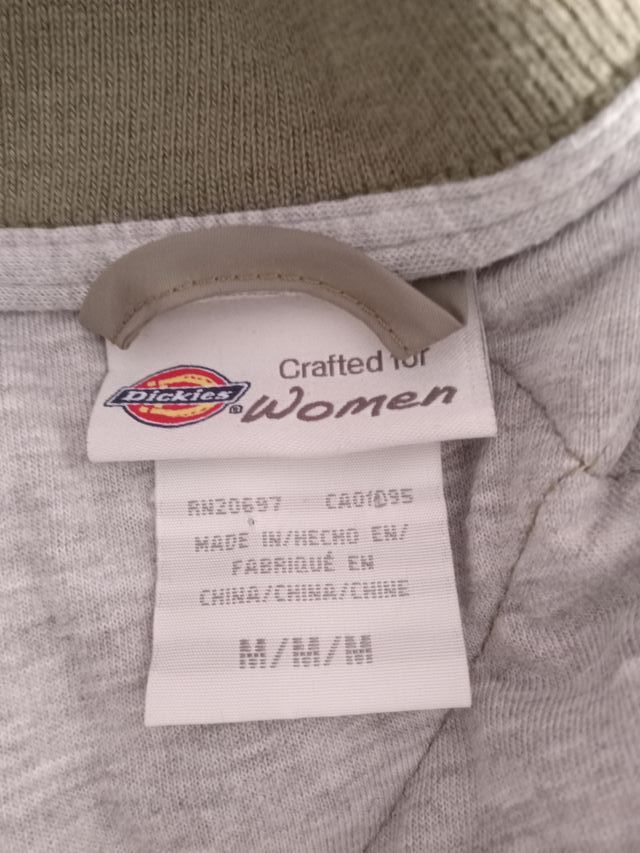 Crafted for
Dickies®
Women
RN20697 CA01095
MADE IN/HECHO EN/
FABRIQUÉ EN
CHINA/CHINA/CHINE
M/M/M